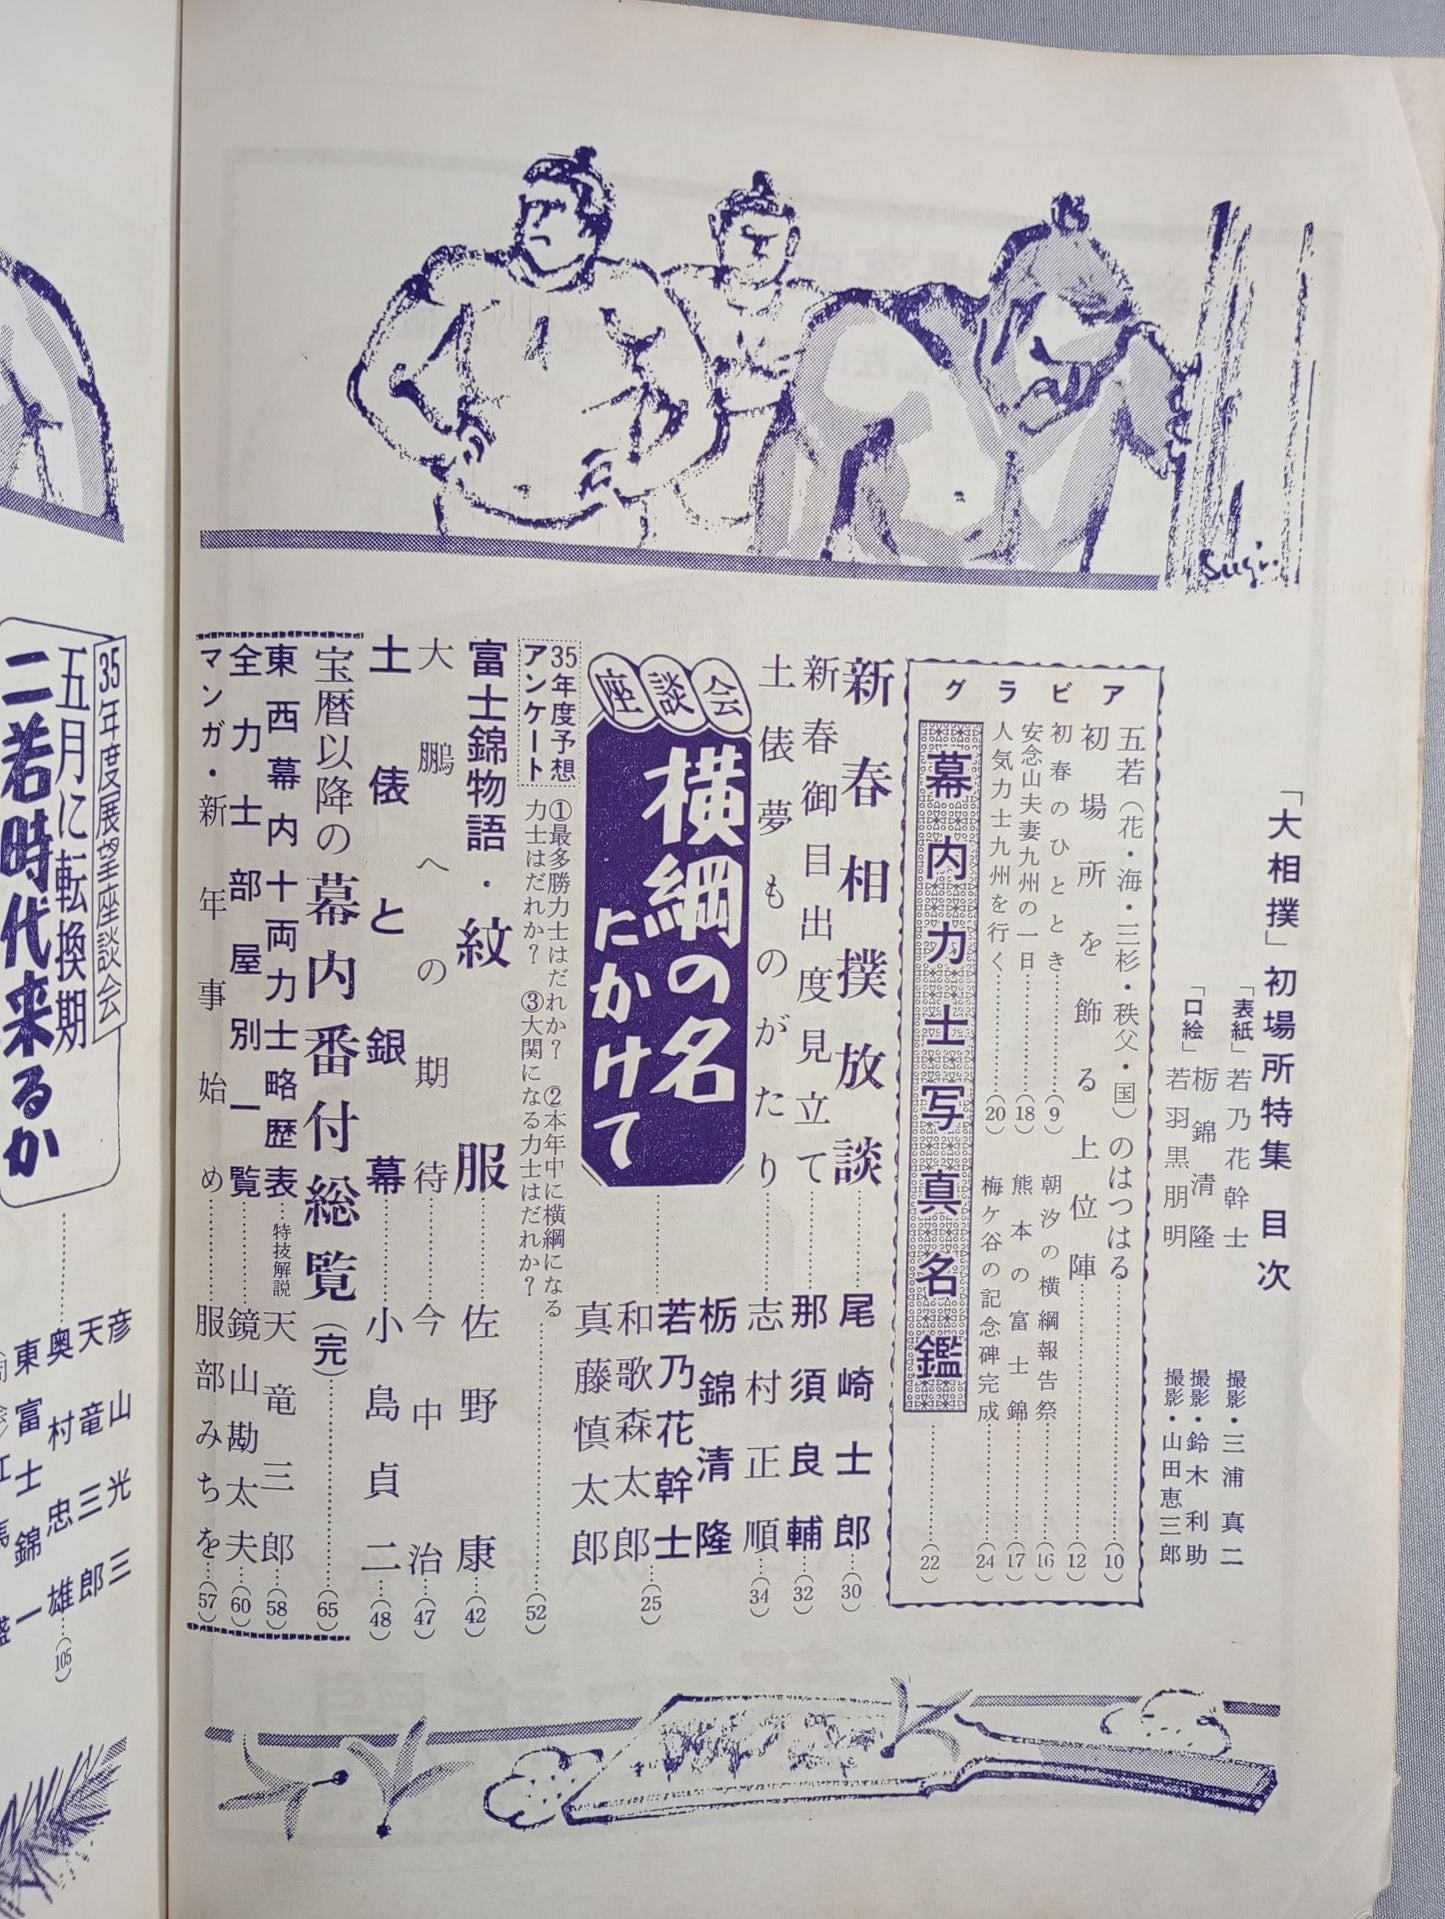 「大相撲」初場所特集 目次
「表紙」若乃花幹士 撮影・三浦真二
栃錦清隆 撮影・鈴木利助
「口絵」若羽黒朋明 撮影・山田恵三郎
グラビア
五若(花・海・三杉・秩父・国)のはつはる……(10)
初場所を飾る上位陣……(12)
初春のひととき……(9)
朝汐の横綱報告祭……(16)
安念山夫妻九州の一日……(18)
熊本の富士錦……(17)
人気力士九州を行く……(20)
梅ケ谷の記念碑完成……(24)
幕内力士写真名鑑……(22)
新春相撲放談……尾崎士郎……(30)
新春御目出度見立て……那須良輔……(32)
土俵夢ものがたり……志村正順……(34)
座談会
横綱の名にかけて……
栃錦清隆
若乃花幹士
和歌森太郎
真藤慎太郎
……(25)
35年度予想アンケート
①最多勝力士はだれか? ②本年中に横綱になる
力士はだれか? ③大関になる力士はだれか?……(52)
富士錦物語・紋服……佐野康……(42)
大鵬への期待……今中治……(47)
土俵と銀幕……小島貞二……(48)
宝暦以降の幕内番付総覧(完)……(65)
東西幕内十両力士略歴表…特技解説 天竜三郎……(58)
全力士部屋別一覧……鏡山勘太夫……(60)
マンガ・新年事始め……服部みちを……(57)
Sugi
35年度展望座談会
五月に転換期
二若時代来るか……
彦山光三
天竜三郎
奥村忠雄
東富士錦一
……(105)